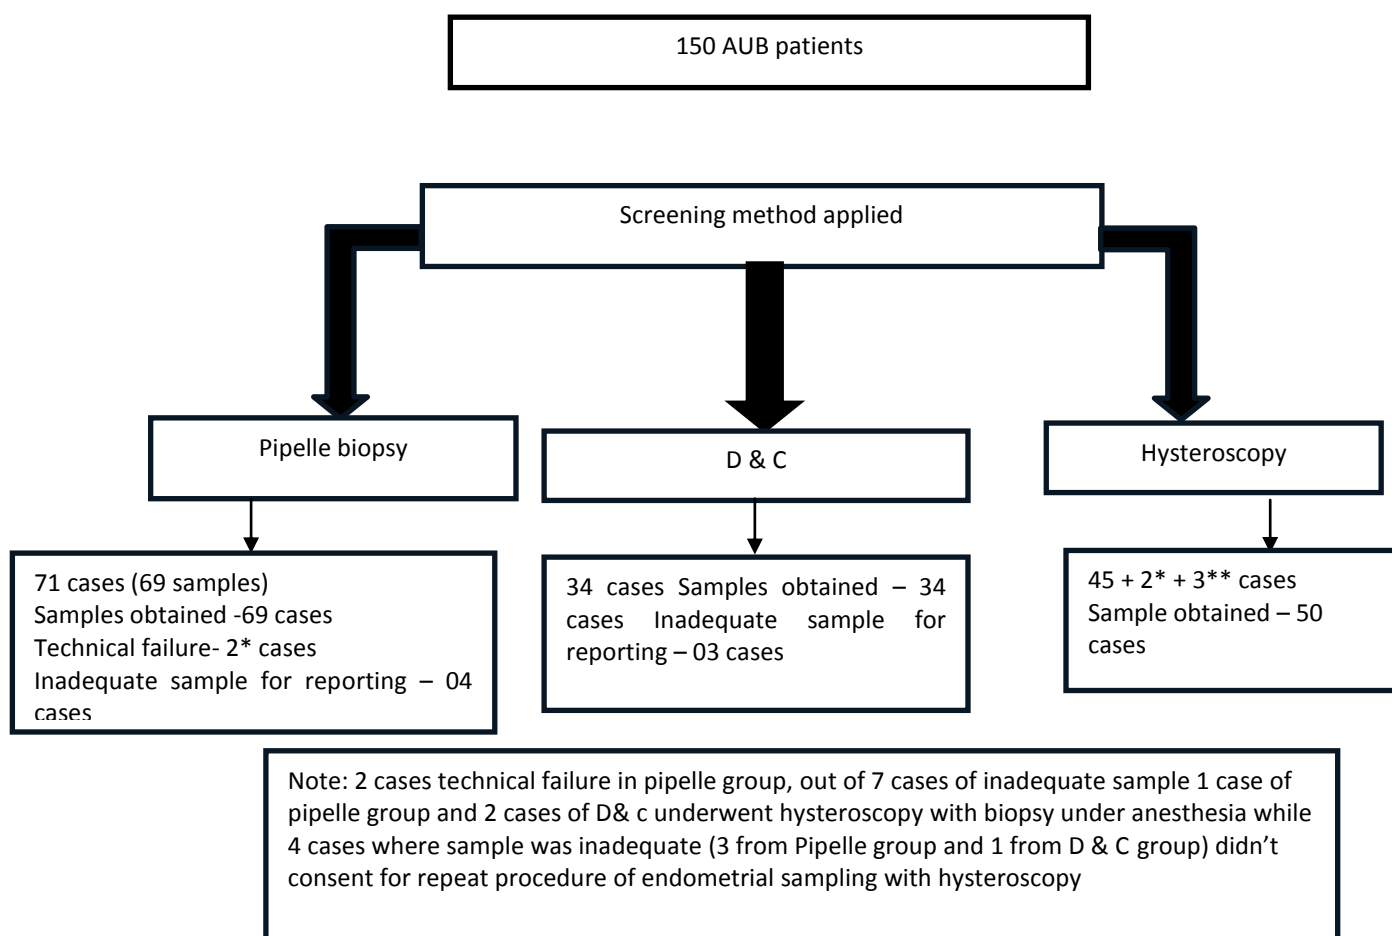 150 AUB patients
Screening method applied
Pipelle biopsy
D & C
Hysteroscopy
71 cases (69 samples)
Samples obtained -69 cases
Technical failure- 2* cases
Inadequate sample for reporting – 04
cases
34 cases Samples obtained – 34
cases Inadequate sample for
reporting – 03 cases
45 + 2* + 3** cases
Sample obtained – 50
cases
Note: 2 cases technical failure in pipelle group, out of 7 cases of inadequate sample 1 case of
pipelle group and 2 cases of D& c underwent hysteroscopy with biopsy under anesthesia while
4 cases where sample was inadequate (3 from Pipelle group and 1 from D & C group) didn’t
consent for repeat procedure of endometrial sampling with hysteroscopy